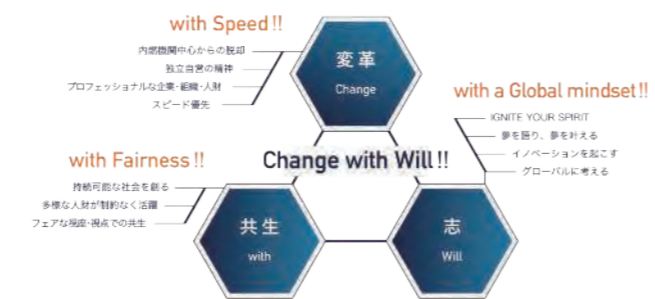 with Speed!!
内燃機関中心からの脱却
独立自営の精神
プロフェッショナルな企業・組織・人財
スピード優先
変革
Change
with a Global mindset!!
IGNITE YOUR SPIRIT
夢を語り、夢を叶える
イノベーションを起こす
グローバルに考える
Change with Will!!
with Fairness!!
持続可能な社会を創る
多様な人財が制約なく活躍
フェアな視座・視点での共生
共生
with
志
Will